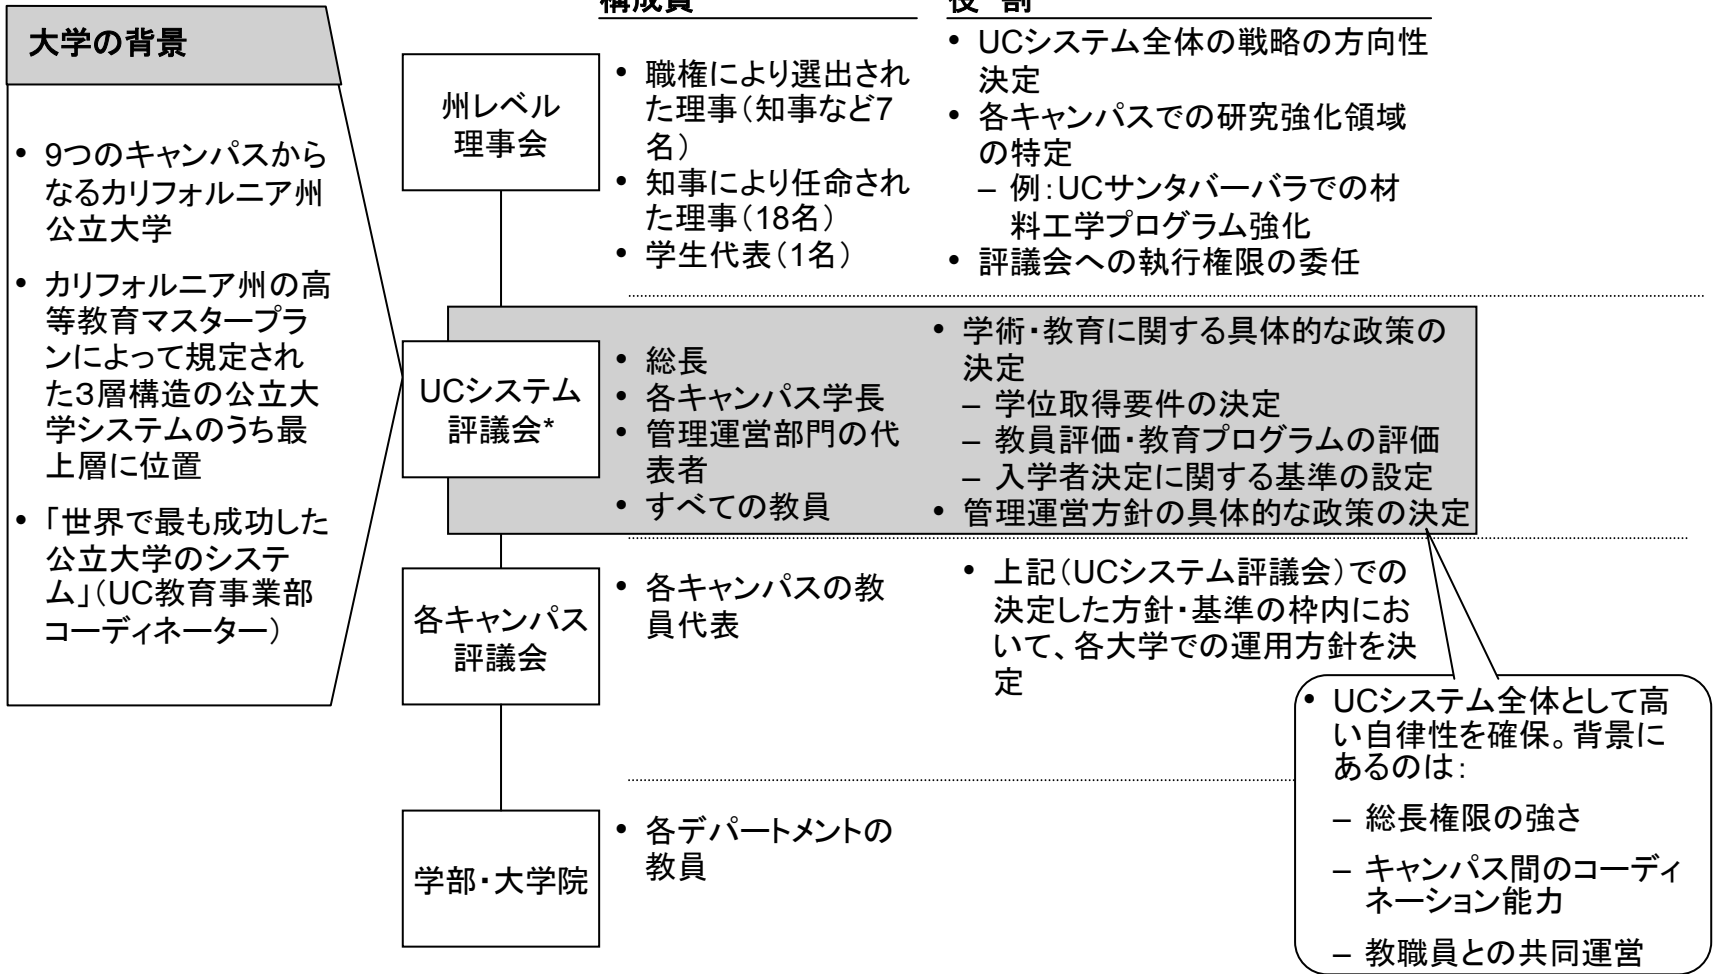 構成員
役 割
大学の背景
• 9つのキャンパスから
なるカリフォルニア州
公立大学
• カリフォルニア州の高
等教育マスタープラ
ンによって規定され
た3層構造の公立大
学システムのうち最
上層に位置
• 「世界で最も成功した
公立大学のシステ
ム」(UC教育事業部
コーディネーター)
州レベル
理事会
• 職権により選出され
た理事(知事など7
名)
• 知事により任命され
た理事(18名)
• 学生代表(1名)
• UCシステム全体の戦略の方向性
決定
• 各キャンパスでの研究強化領域
の特定
– 例:UCサンタバーバラでの材
料工学プログラム強化
• 評議会への執行権限の委任
UCシステム
評議会*
• 総長
• 各キャンパス学長
• 管理運営部門の代
表者
• すべての教員
• 学術・教育に関する具体的な政策の
決定
– 学位取得要件の決定
– 教員評価・教育プログラムの評価
– 入学者決定に関する基準の設定
• 管理運営方針の具体的な政策の決定
各キャンパス
評議会
• 各キャンパスの教
員代表
• 上記(UCシステム評議会)での
決定した方針・基準の枠内にお
いて、各大学での運用方針を決
定
学部・大学院
• 各デパートメントの
教員
• UCシステム全体として高
い自律性を確保。背景に
あるのは:
– 総長権限の強さ
– キャンパス間のコーディ
ネーション能力
– 教職員との共同運営